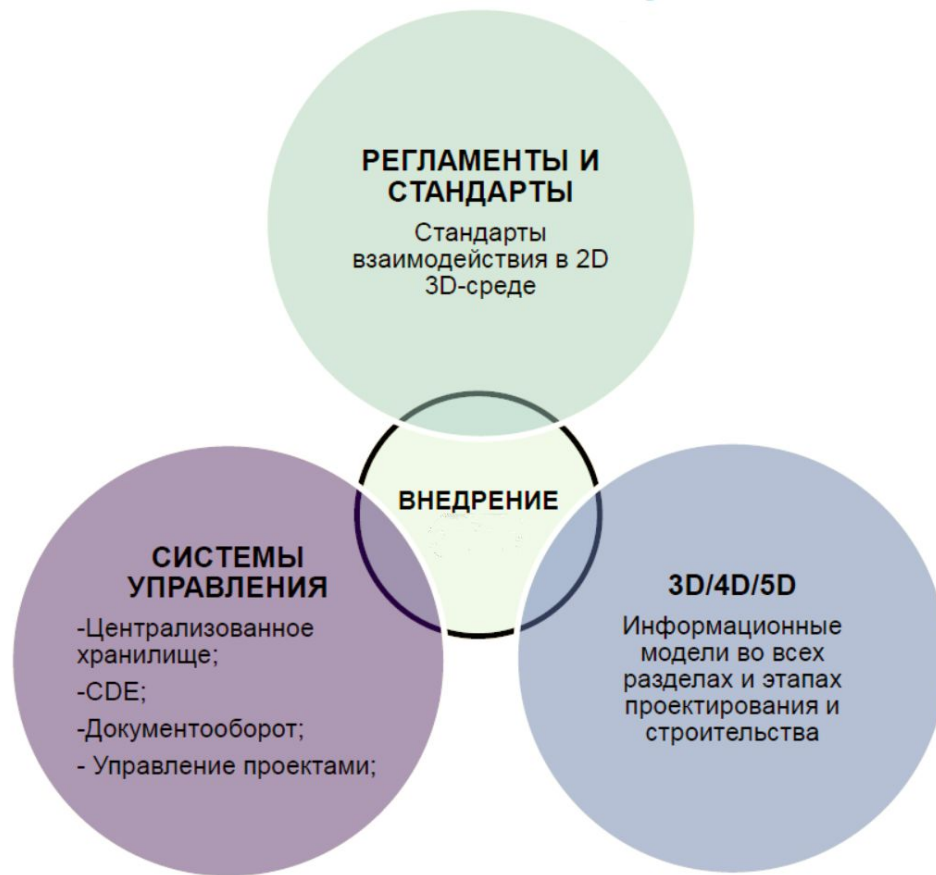 РЕГЛАМЕНТЫ И
СТАНДАРТЫ
Стандарты
взаимодействия в 2D
3D-среде
ВНЕДРЕНИЕ
СИСТЕМЫ
УПРАВЛЕНИЯ
-Централизованное
хранилище;
-CDE;
-Документооборот;
- Управление проектами;
3D/4D/5D
Информационные
модели во всех
разделах и этапах
проектирования и
строительства